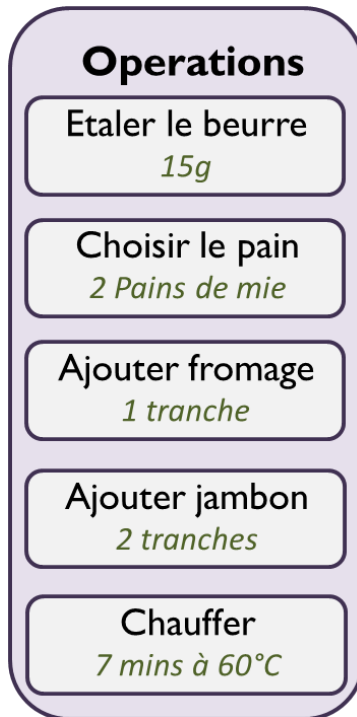 Operations
Etaler le beurre
15g
Choisir le pain
2 Pains de mie
Ajouter fromage
1 tranche
Ajouter jambon
2 tranches
Chauffer
7 mins à 60°C